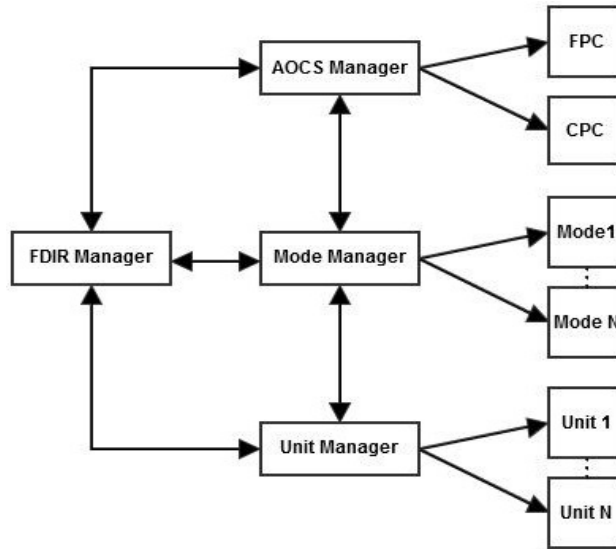 FPC
AOCS Manager
CPC
FDIR Manager
Mode Manager
Mode1
Mode N
Unit Manager
Unit 1
Unit N